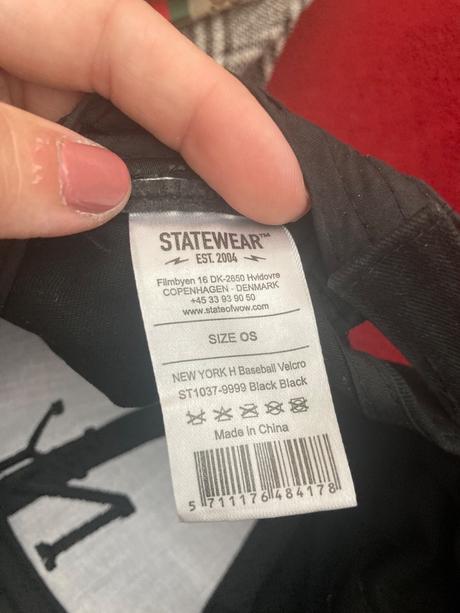 STATEWEAR™
EST. 2004
Filmbyen 16 DK-2650 Hvidovre
COPENHAGEN - DENMARK
+45 33 93 90 50
www.stateofwow.com
SIZE OS
NEW YORK H Baseball Velcro
ST1037-9999 Black Black
Made in China
5 711176 484178